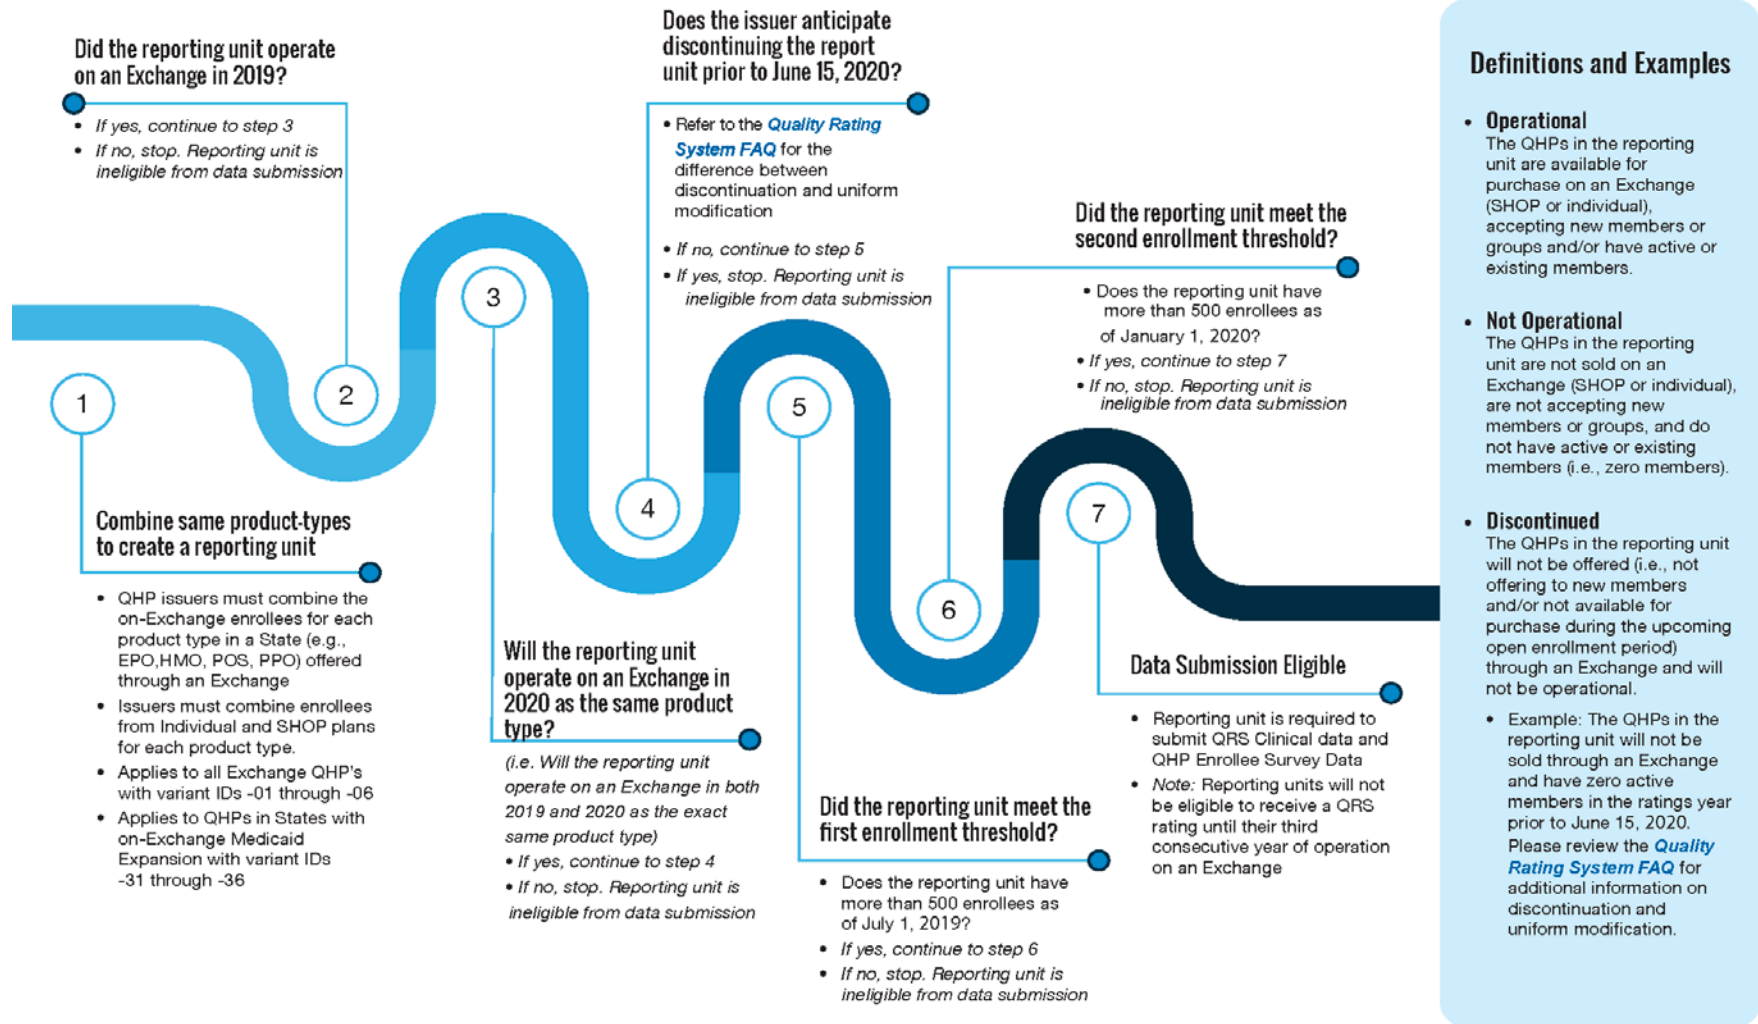 1
Combine same product-types
to create a reporting unit
• QHP issuers must combine the
on-Exchange enrollees for each
product type in a State (e.g.,
EPO,HMO, POS, PPO) offered
through an Exchange
• Issuers must combine enrollees
from Individual and SHOP plans
for each product type.
• Applies to all Exchange QHP's
with variant IDs -01 through -06
• Applies to QHPs in States with
on-Exchange Medicaid
Expansion with variant IDs
-31 through -36
2
Did the reporting unit operate
on an Exchange in 2019?
• If yes, continue to step 3
• If no, stop. Reporting unit is
ineligible from data submission
3
Will the reporting unit
operate on an Exchange in
2020 as the same product
type?
(i.e. Will the reporting unit
operate on an Exchange in both
2019 and 2020 as the exact
same product type)
• If yes, continue to step 4
• If no, stop. Reporting unit is
ineligible from data submission
4
Does the issuer anticipate
discontinuing the report
unit prior to June 15, 2020?
• Refer to the Quality Rating
System FAQ for the
difference between
discontinuation and uniform
modification
• If no, continue to step 5
• If yes, stop. Reporting unit is
ineligible from data submission
5
Did the reporting unit meet the
first enrollment threshold?
• Does the reporting unit have
more than 500 enrollees as
of July 1, 2019?
• If yes, continue to step 6
• If no, stop. Reporting unit is
ineligible from data submission
6
Did the reporting unit meet the
second enrollment threshold?
• Does the reporting unit have
more than 500 enrollees as
of January 1, 2020?
• If yes, continue to step 7
• If no, stop. Reporting unit is
ineligible from data submission
7
Data Submission Eligible
• Reporting unit is required to
submit QRS Clinical data and
QHP Enrollee Survey Data
• Note: Reporting units will not
be eligible to receive a QRS
rating until their third
consecutive year of operation
on an Exchange
Definitions and Examples
• Operational
The QHPs in the reporting
unit are available for
purchase on an Exchange
(SHOP or individual),
accepting new members or
groups and/or have active or
existing members.
• Not Operational
The QHPs in the reporting
unit are not sold on an
Exchange (SHOP or individual),
are not accepting new
members or groups, and do
not have active or existing
members (i.e., zero members).
• Discontinued
The QHPs in the reporting unit
will not be offered (i.e., not
offering to new members
and/or not available for
purchase during the upcoming
open enrollment period)
through an Exchange and will
not be operational.
• Example: The QHPs in the
reporting unit will not be
sold through an Exchange
and have zero active
members in the ratings year
prior to June 15, 2020.
Please review the Quality
Rating System FAQ for
additional information on
discontinuation and
uniform modification.